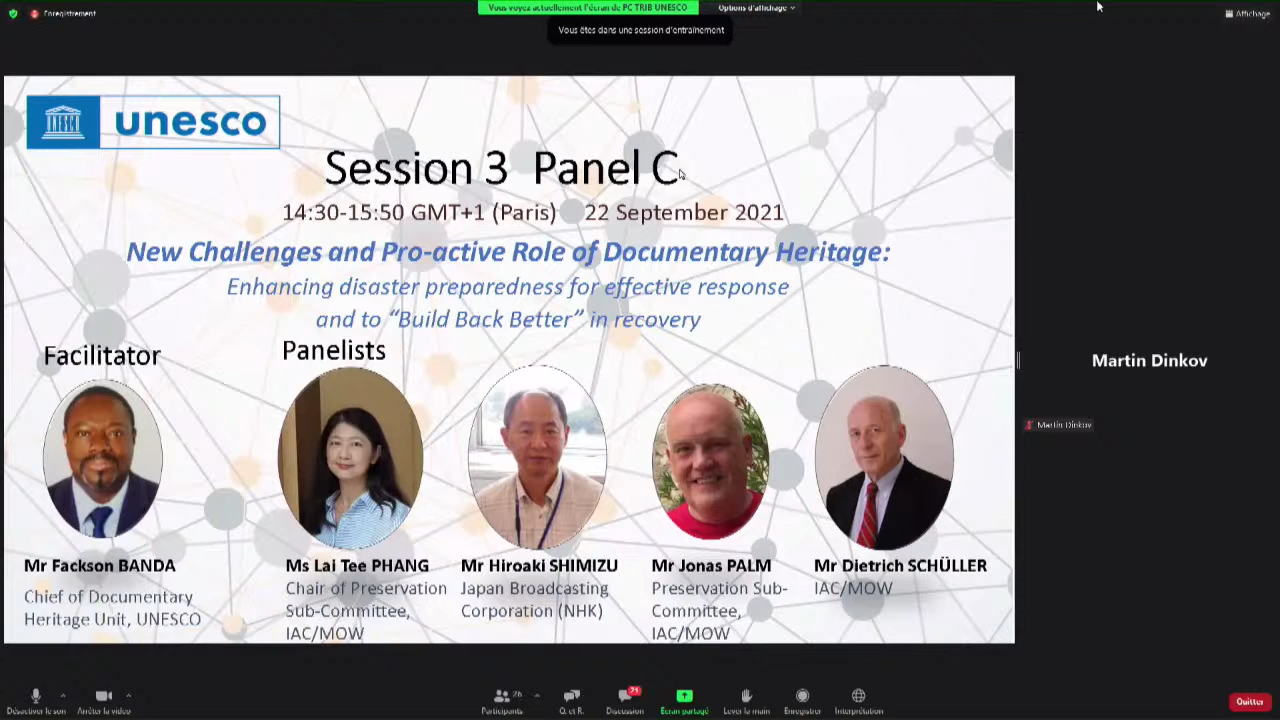 Enregistrement
Vous voyez actuellement l'écran de PC TRIB UNESCO
Options d'affichage
Affichage
Vous êtes dans une session d'entraînement
UNESCO
unesco
Session 3 Panel C
14:30-15:50 GMT+1 (Paris) 22 September 2021
New Challenges and Pro-active Role of Documentary Heritage:
Enhancing disaster preparedness for effective response
and to “Build Back Better” in recovery
Facilitator
Panelists
Mr Fackson BANDA
Chief of Documentary
Heritage Unit, UNESCO
Ms Lai Tee PHANG
Chair of Preservation
Sub-Committee,
IAC/MOW
Mr Hiroaki SHIMIZU
Japan Broadcasting
Corporation (NHK)
Mr Jonas PALM
Preservation Sub-
Committee,
IAC/MOW
Mr Dietrich SCHÜLLER
IAC/MOW
Martin Dinkov
Martin Dinkov
Désactiver le son
Arrêter la vidéo
26
Participants
Q. et R.
21
Discussion
Écran partagé
Lever la main
Enregistrer
Interprétation
Quitter